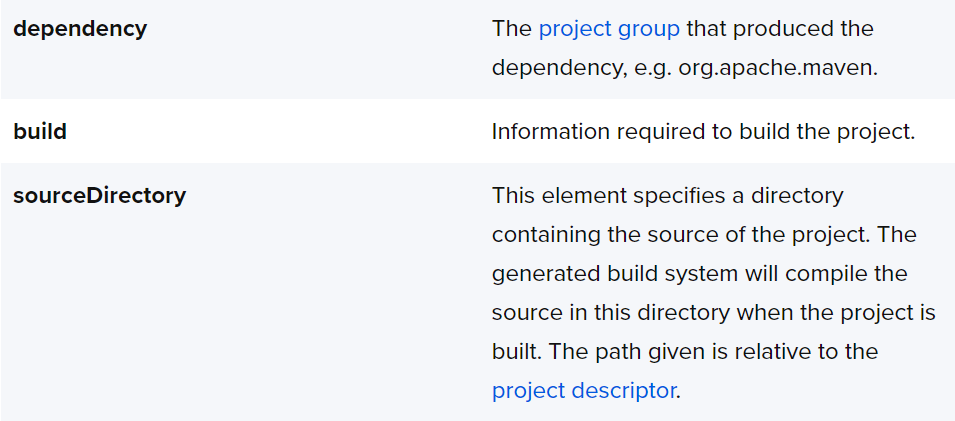 dependency
The project group that produced the
dependency, e.g. org.apache.maven.
build
Information required to build the project.
sourceDirectory
This element specifies a directory
containing the source of the project. The
generated build system will compile the
source in this directory when the project is
built. The path given is relative to the
project descriptor.